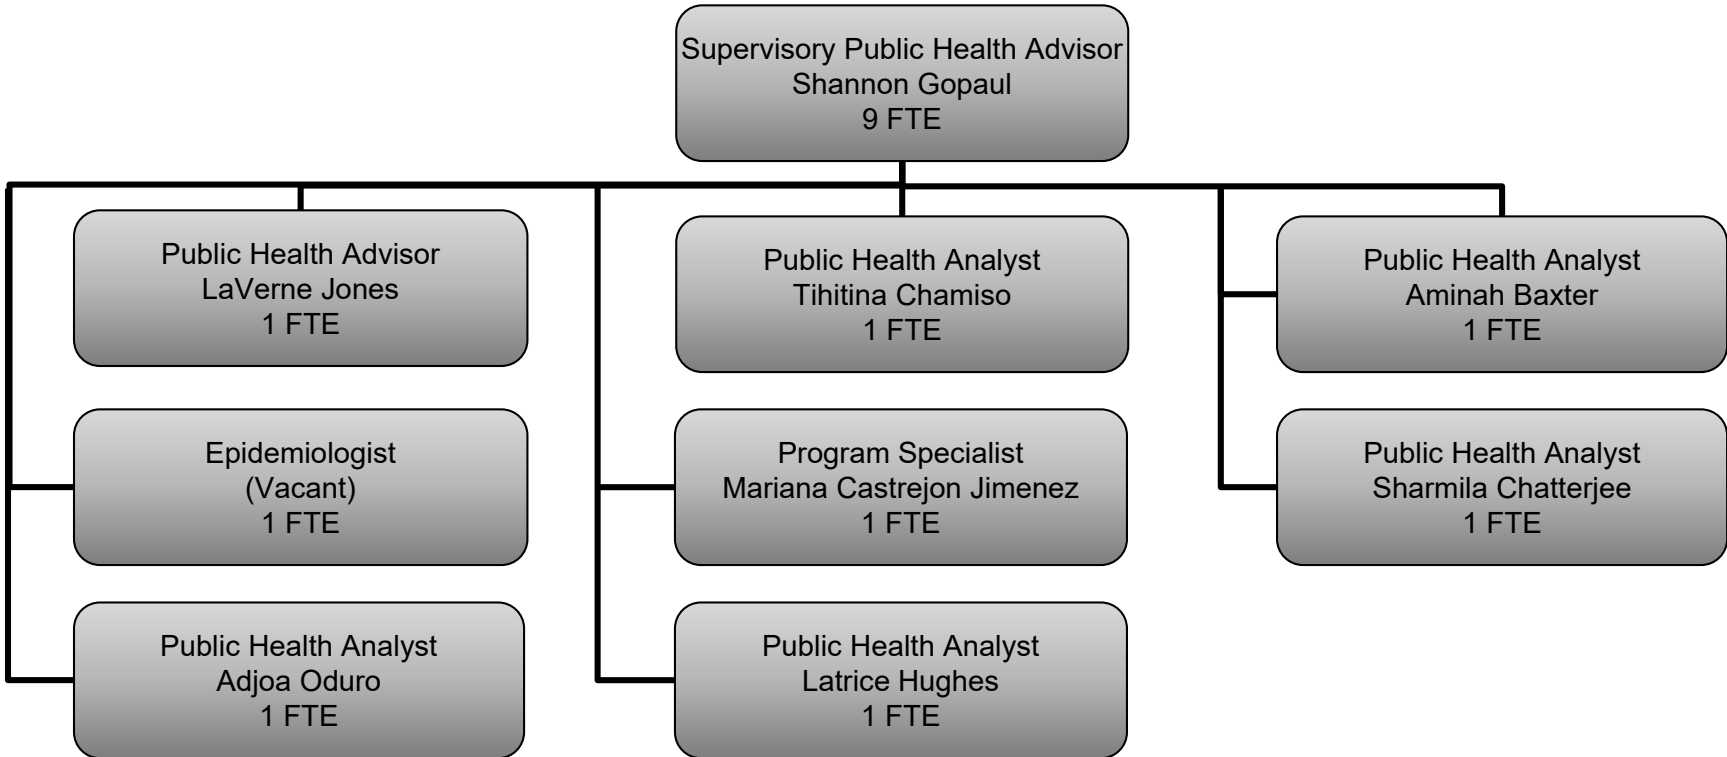 Supervisory Public Health Advisor
Shannon Gopaul
9 FTE
Public Health Advisor
LaVerne Jones
1 FTE
Public Health Analyst
Tihitina Chamiso
1 FTE
Public Health Analyst
Aminah Baxter
1 FTE
Epidemiologist
(Vacant)
1 FTE
Program Specialist
Mariana Castrejon Jimenez
1 FTE
Public Health Analyst
Sharmila Chatterjee
1 FTE
Public Health Analyst
Adjoa Oduro
1 FTE
Public Health Analyst
Latrice Hughes
1 FTE